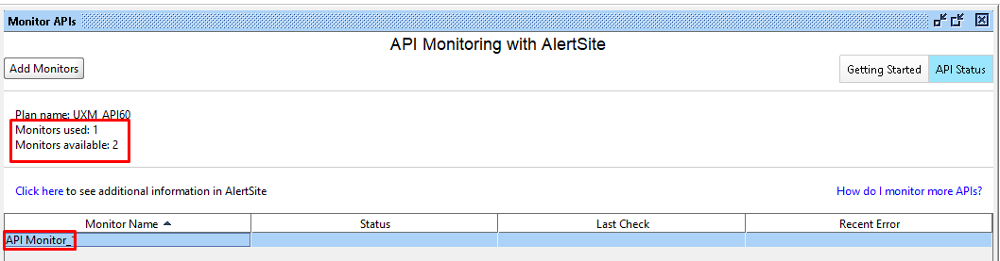 Monitor APIs
API Monitoring with AlertSite
Add Monitors
Getting Started
API Status
Plan name: UXM_API60
Monitors used: 1
Monitors available: 2
Click here to see additional information in AlertSite
How do I monitor more APIs?
Monitor Name
Status
Last Check
Recent Error
API Monitor_1